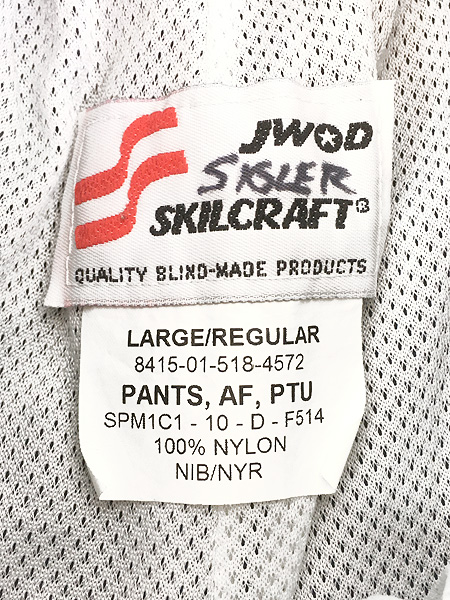 JWOD
SISLER
SKILCRAFT®
QUALITY BLIND-MADE PRODUCTS
LARGE/REGULAR
8415-01-518-4572
PANTS, AF, PTU
SPM1C1 - 10 - D - F514
100% NYLON
NIB/NYR